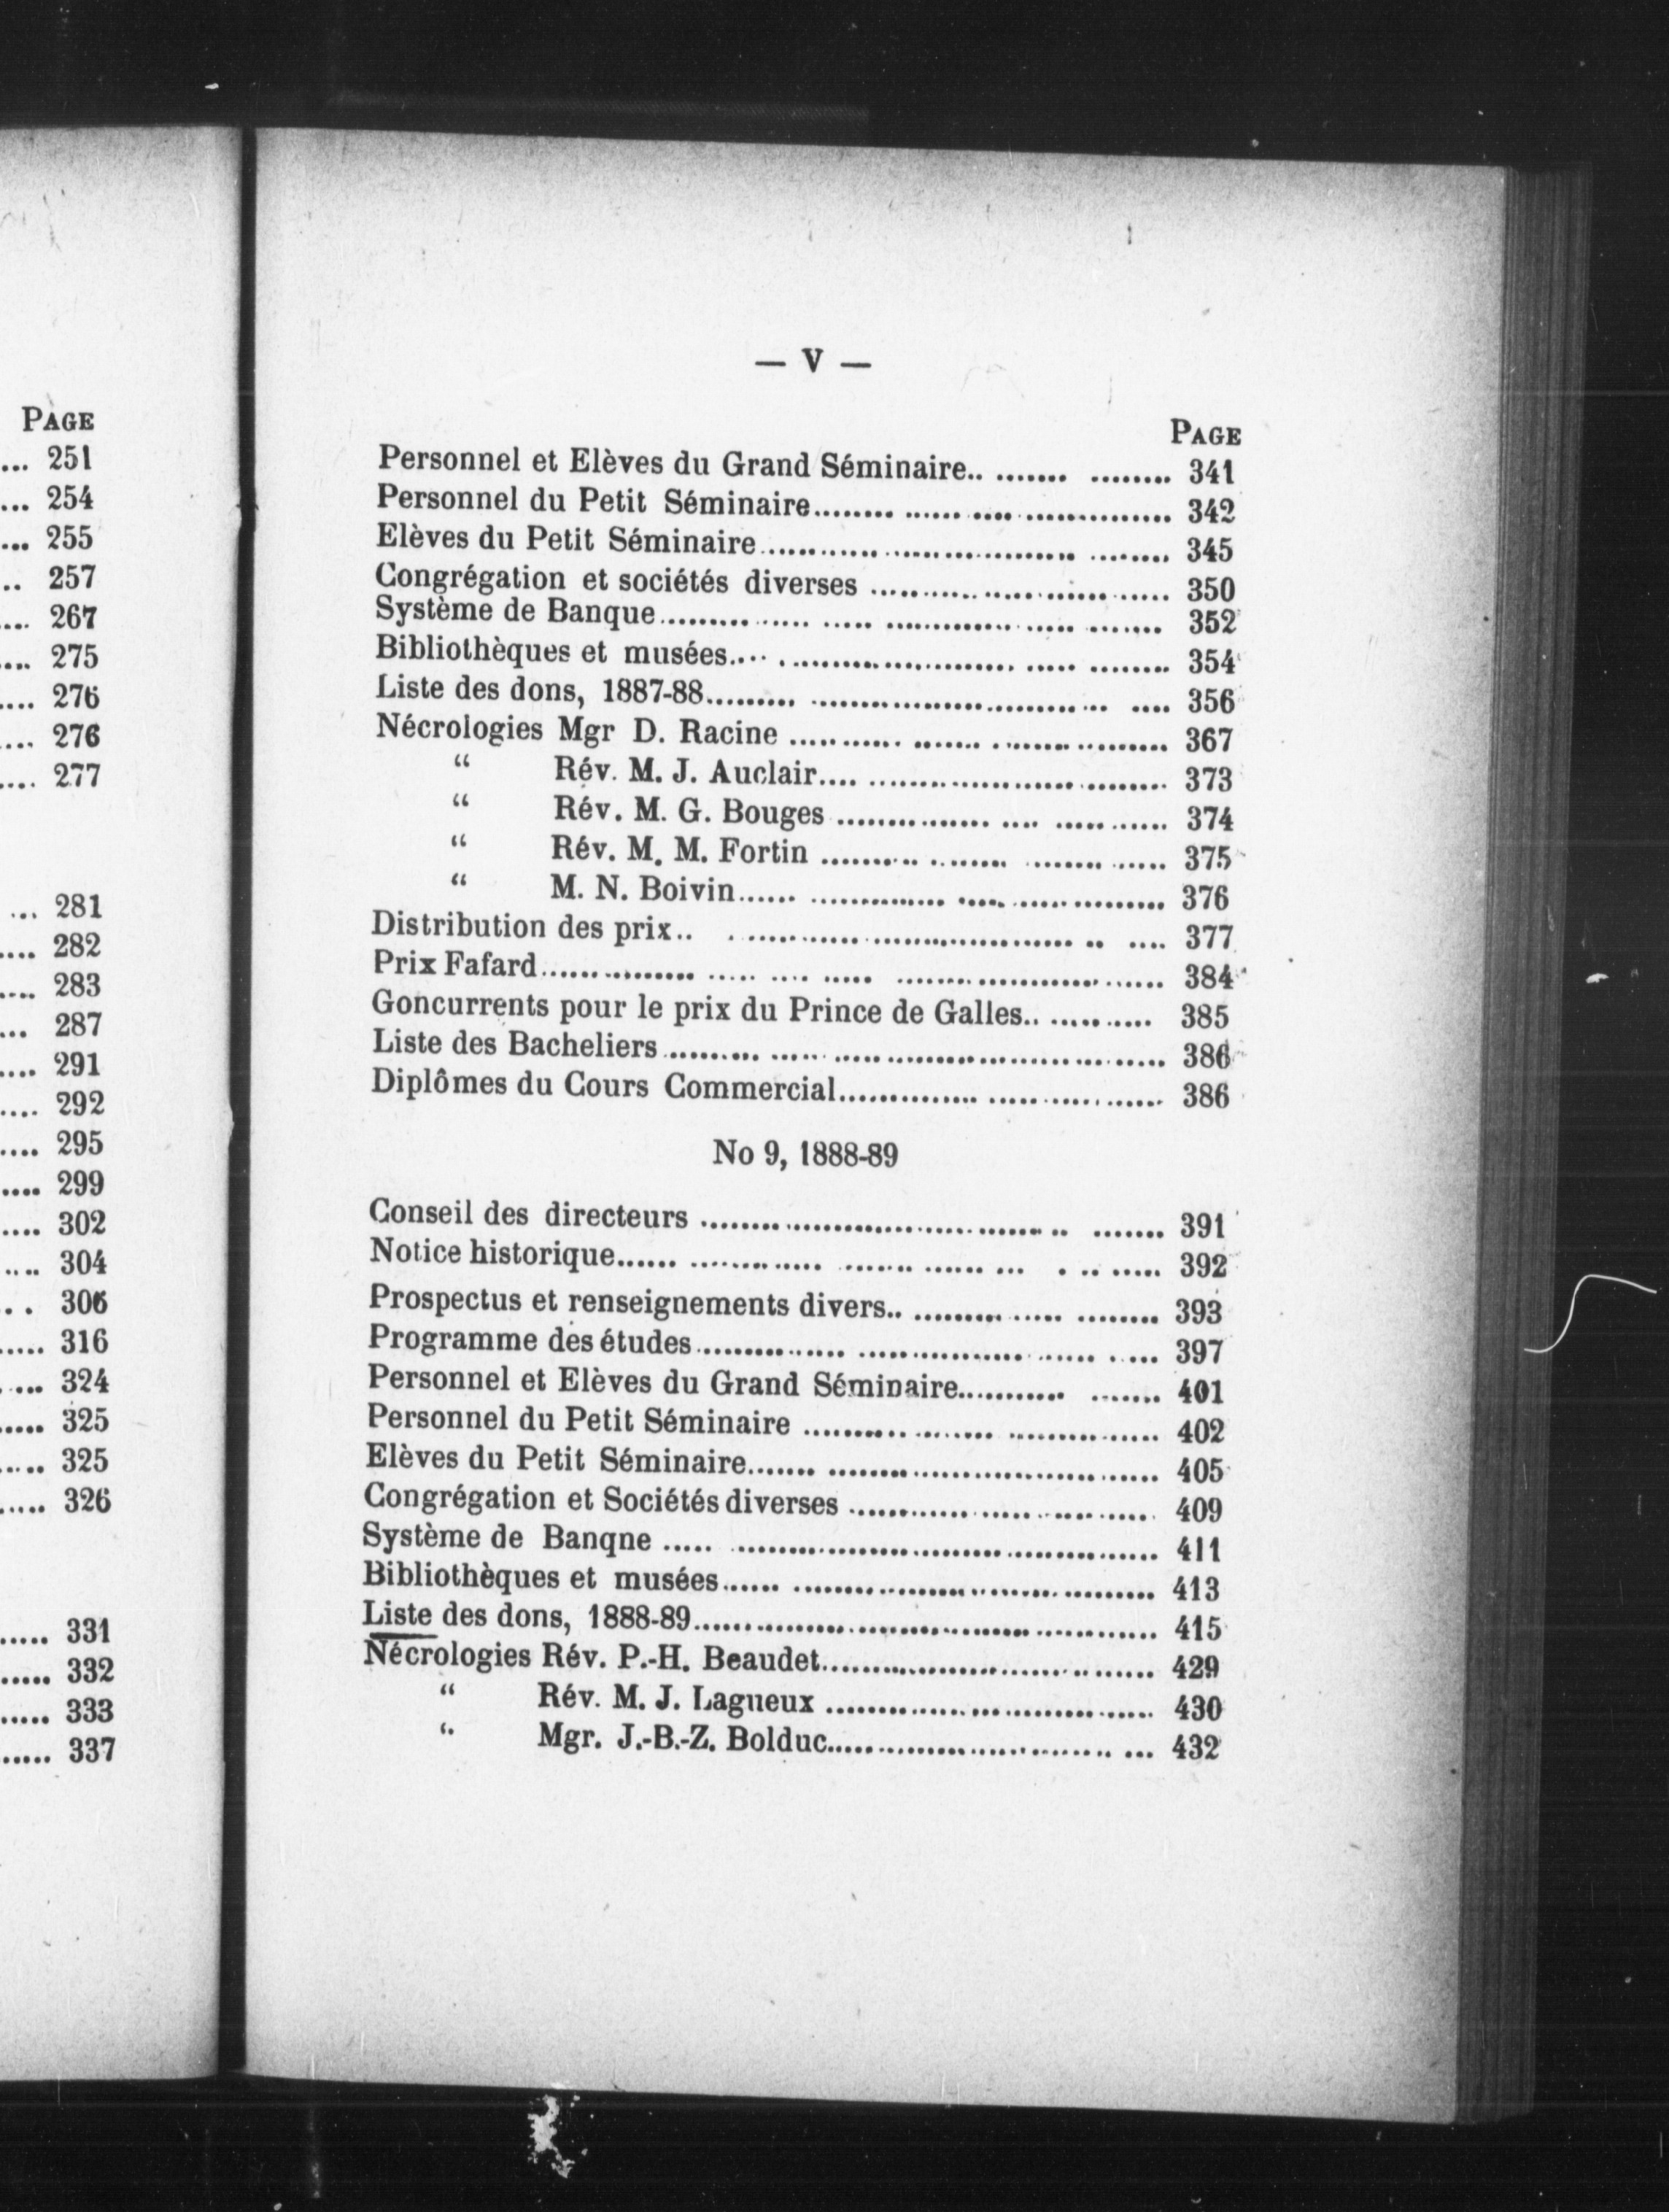 PAGE
... 251
... 254
... 255
.. 257
.... 267
.... 275
.... 276
.... 276
.... 277
... 281
.... 282
.... 283
... 287
.... 291
.... 292
.... 295
.... 299
.... 302
.... 304
. . 306
..... 316
..... 324
..... 325
..... 325
..... 326
..... 331
...... 332
..... 333
...... 337
— V —
PAGE
Personnel et Elèves du Grand Séminaire.. ........ ........ 341
Personnel du Petit Séminaire........ ...... .... ............... 342
Elèves du Petit Séminaire................................ ........ 345
Congrégation et sociétés diverses ............................ 350
Système de Banque............... ..... ............. ..... ....... 352
Bibliothèques et musées.... ........................ ..... ........ 354
Liste des dons, 1887-88......... .............................. .... 356
Nécrologies Mgr D. Racine ........... ....... ................. 367
“ Rév. M. J. Auclair.... ............................. 373
“ Rév. M. G. Bouges ............... .... ........... 374
“ Rév. M. M. Fortin .......... ........ ........ ..... 375
“ M. N. Boivin...... .............. ..... ............... 376
Distribution des prix.. ................................... .. .... 377
Prix Fafard............... ..... .... ..... .......................... 384
Goncurrents pour le prix du Prince de Galles.. .......... 385
Liste des Bacheliers .......... ...... ............................. 386
Diplômes du Cours Commercial.............. ................ 386
No 9, 1888-89
Conseil des directeurs .................................. .. ....... 391
Notice historique...... ............. ....... ...... ... . .. ..... 392
Prospectus et renseignements divers.. ............... ........ 393
Programme des études............... ................. ...... ..... 397
Personnel et Elèves du Grand Séminaire........... ....... 401
Personnel du Petit Séminaire .......... ........ .............. 402
Elèves du Petit Séminaire....... ............................... 405
Congrégation et Sociétés diverses ............................ 409
Système de Banqne ..... ....................................... 411
Bibliothèques et musées...... ................................. 413
Liste des dons, 1888-89......................................... 415
Nécrologies Rév. P.-H. Beaudet............................... 429
“ Rév. M. J. Lagueux ............................. 430
“ Mgr. J.-B.-Z. Bolduc......................... ... 432